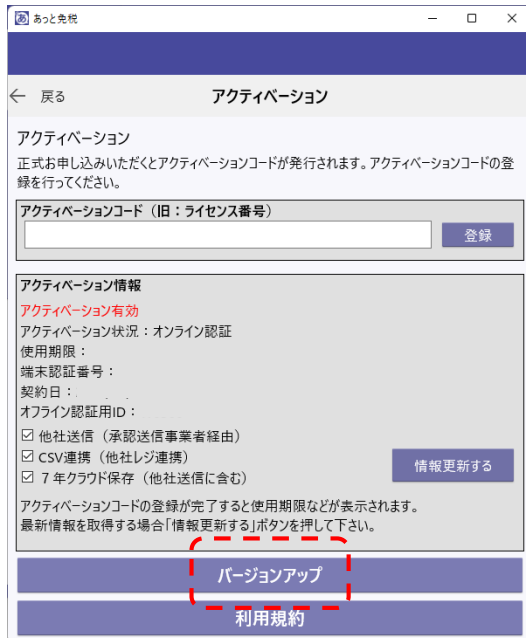 あ あっと免税
← 戻る アクティベーション
アクティベーション
正式お申し込みいただくとアクティベーションコードが発行されます。アクティベーションコードの登
録を行ってください。
アクティベーションコード（旧：ライセンス番号）
登録
アクティベーション情報
アクティベーション有効
アクティベーション状況：オンライン認証
使用期限：
端末認証番号：
契約日：
オフライン認証用ID：
☑ 他社送信（承認送信事業者経由）
☑ CSV連携（他社レジ連携）
☑ 7年クラウド保存（他社送信に含む）
情報更新する
アクティベーションコードの登録が完了すると使用期限などが表示されます。
最新情報を取得する場合「情報更新する」ボタンを押して下さい。
バージョンアップ
利用規約